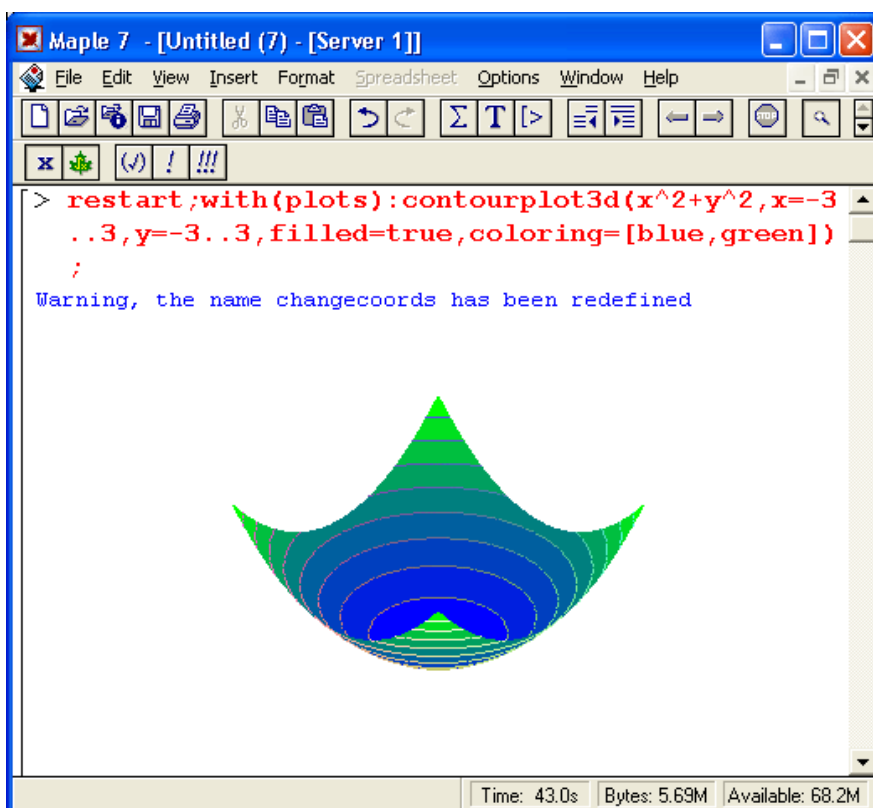 Maple 7 - [Untitled (7) - [Server 1]]
File Edit View Insert Format Spreadsheet Options Window Help
Σ T [> STOP
x (√) ! !!!
[> restart;with(plots):contourplot3d(x^2+y^2,x=-3
..3,y=-3..3,filled=true,coloring=[blue,green])
;
Warning, the name changecoords has been redefined
Time: 43.0s Bytes: 5.69M Available: 68.2M